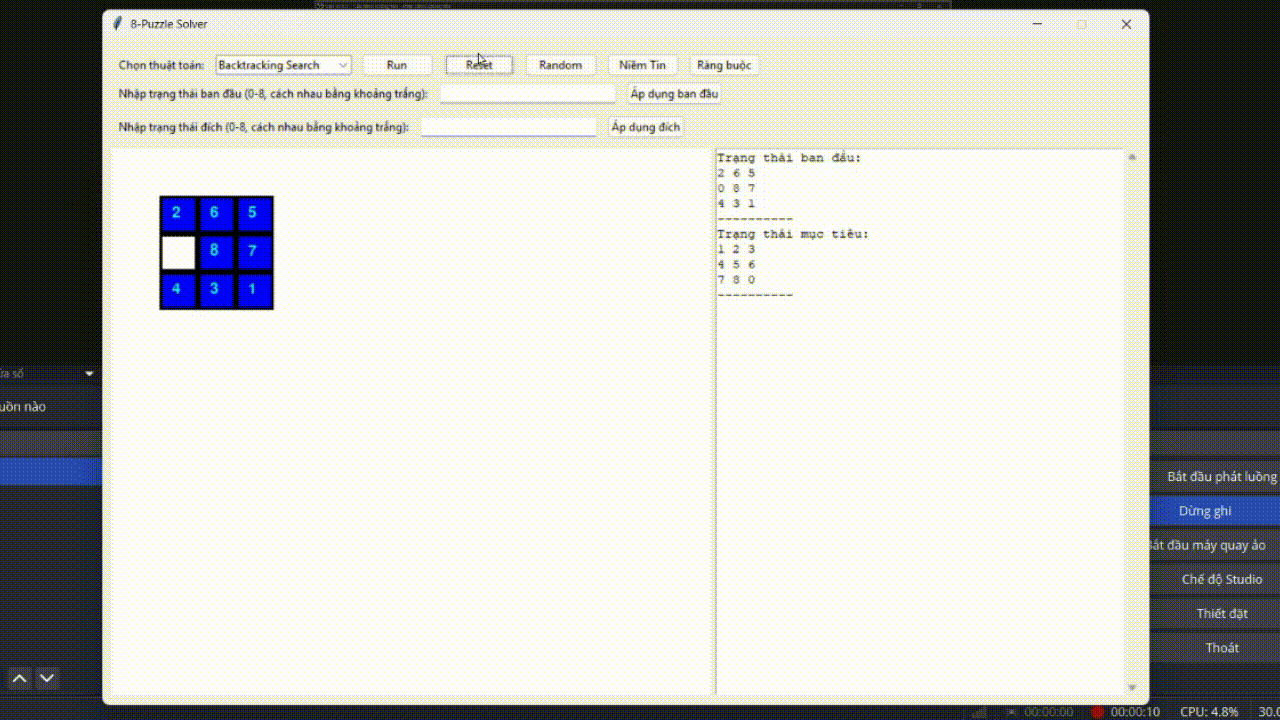 8-Puzzle Solver
Chọn thuật toán: Backtracking Search Run Reset Random Niềm Tin Ràng buộc
Nhập trạng thái ban đầu (0-8, cách nhau bằng khoảng trắng): Áp dụng ban đầu
Nhập trạng thái đích (0-8, cách nhau bằng khoảng trắng): Áp dụng đích
2 6 5
8 7
4 3 1
Trạng thái ban đầu:
2 6 5
0 8 7
4 3 1
----------
Trạng thái mục tiêu:
1 2 3
4 5 6
7 8 0
----------
ửa sổ
uồn nào
Bắt đầu phát luồng
Dừng ghi
Bắt đầu máy quay ảo
Chế độ Studio
Thiết đặt
Thoát
00:00:00 00:00:10 CPU: 4.8% 30.0